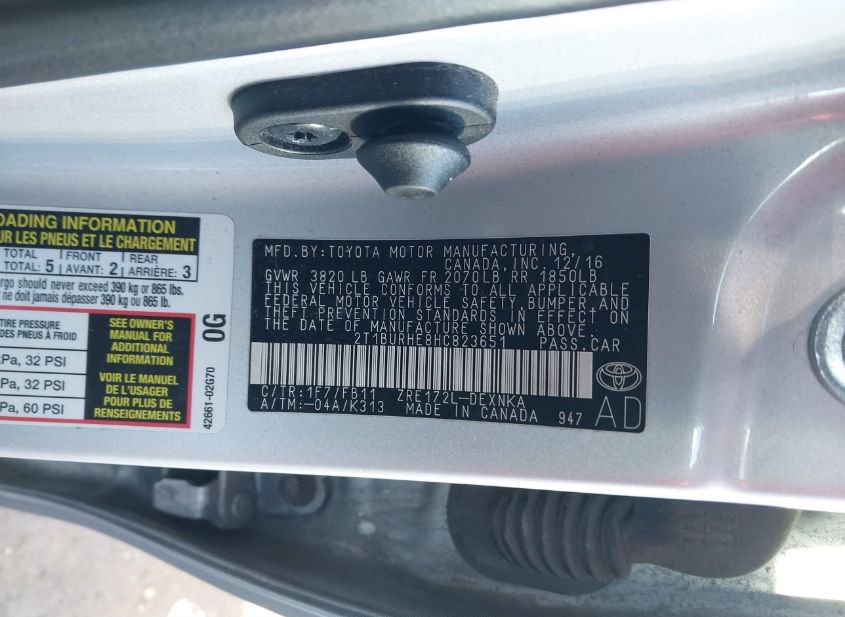 OADING INFORMATION
UR LES PNEUS ET LE CHARGEMENT
TOTAL FRONT REAR
TOTAL: 5 AVANT: 2 ARRIÈRE: 3
rgo should never exceed 390 kg or 865 lbs.
ne doit jamais dépasser 390 kg ou 865 lb.
TIRE PRESSURE
DES PNEUS À FROID
Pa, 32 PSI
Pa, 32 PSI
Pa, 60 PSI
SEE OWNER'S
MANUAL FOR
ADDITIONAL
INFORMATION
VOIR LE MANUEL
DE L'USAGER
POUR PLUS DE
RENSEIGNEMENTS
42661-02G70
0G
MFD. BY: TOYOTA MOTOR MANUFACTURING
CANADA, INC. 12/16
GVWR 3820 LB GAWR FR 2070LB RR 1850LB
THIS VEHICLE CONFORMS TO ALL APPLICABLE
FEDERAL MOTOR VEHICLE SAFETY, BUMPER, AND
THEFT PREVENTION STANDARDS IN EFFECT ON
THE DATE OF MANUFACTURE SHOWN ABOVE.
2T1BURHE8HC823651 PASS. CAR
C/TR: 1F7/FB11 ZRE172L-DEXNKA
A/TM: -04A/K313 MADE IN CANADA 947
AD